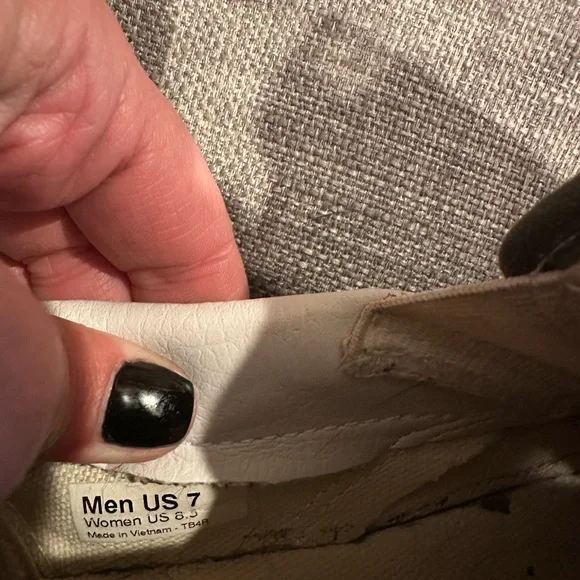 Men US 7
Women US 8.5
Made in Vietnam - TB4R